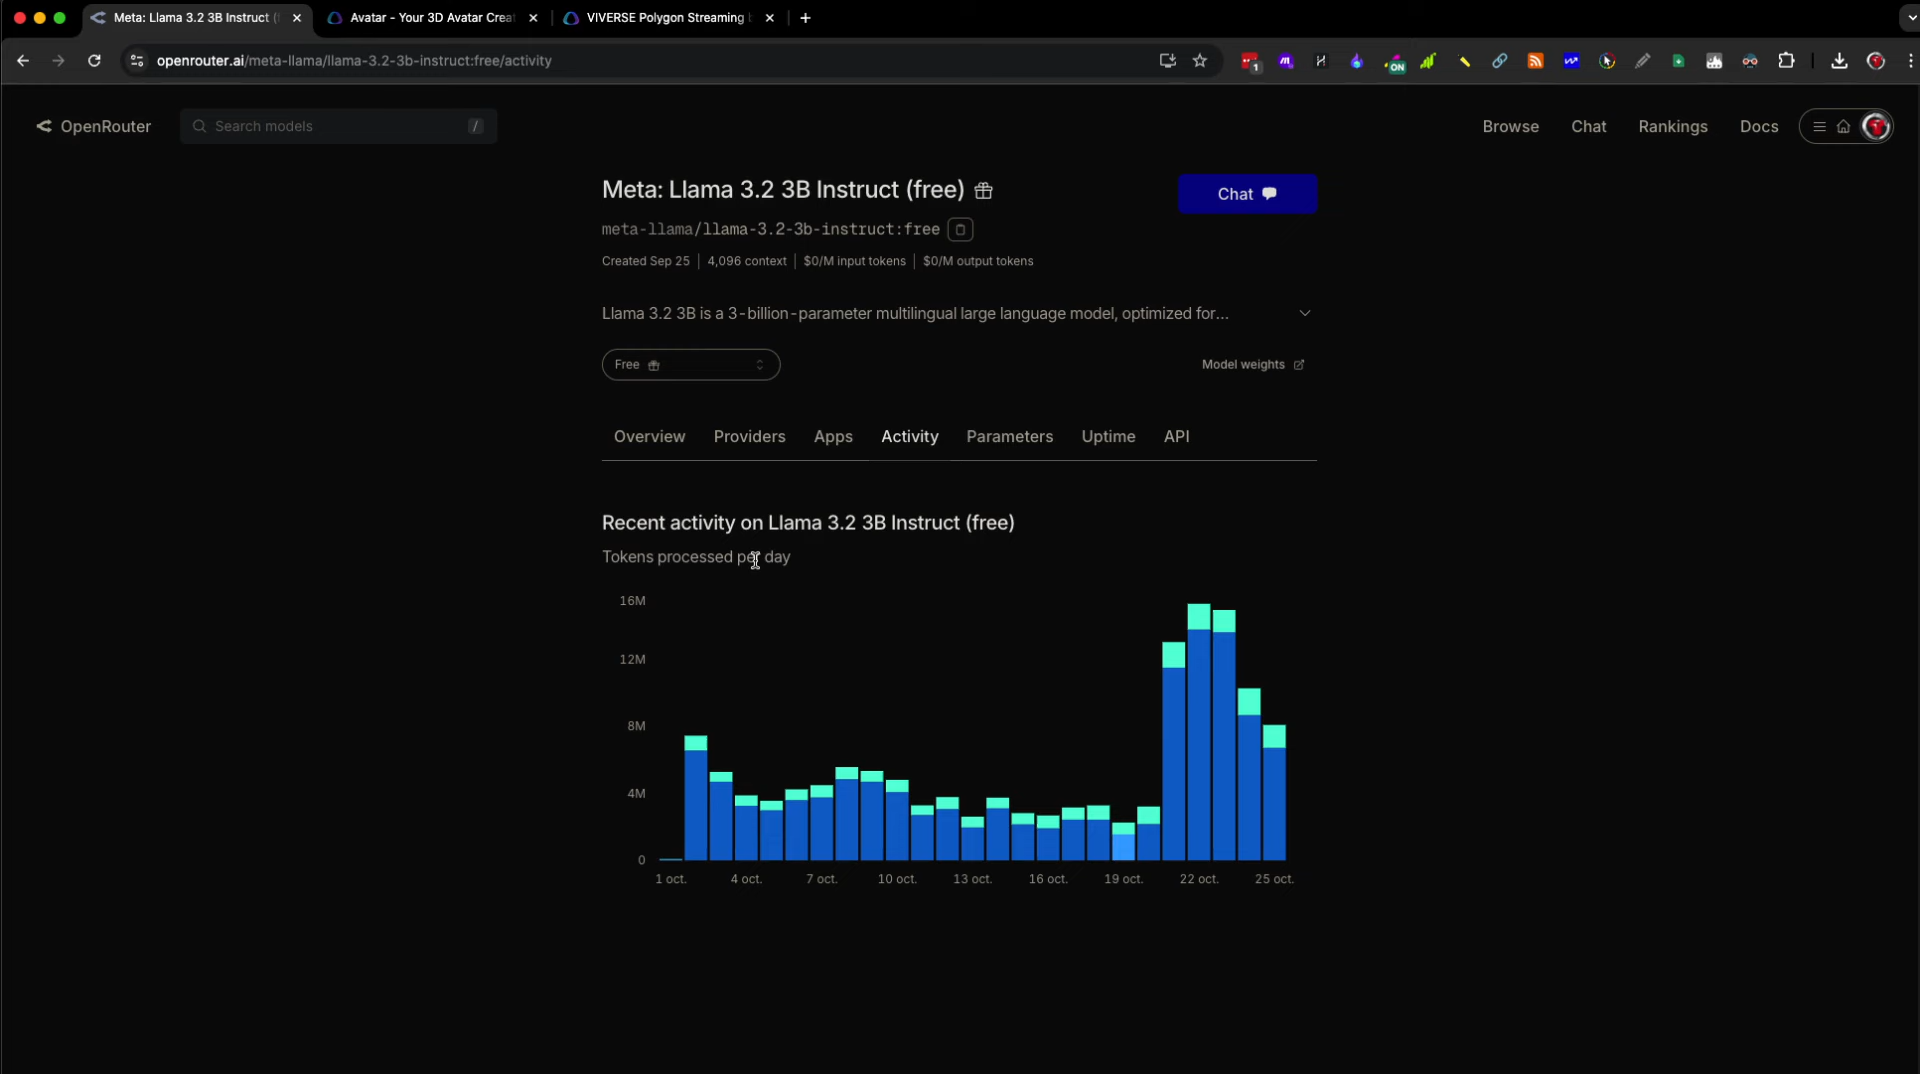 Meta: Llama 3.2 3B Instruct (
Avatar - Your 3D Avatar Creat
VIVERSE Polygon Streaming
openrouter.ai/meta-llama/llama-3.2-3b-instruct:free/activity
1
ON
OpenRouter
Search models
/
Browse
Chat
Rankings
Docs
Meta: Llama 3.2 3B Instruct (free)
Chat
meta-llama/llama-3.2-3b-instruct:free
Created Sep 25 | 4,096 context | $0/M input tokens | $0/M output tokens
Llama 3.2 3B is a 3-billion-parameter multilingual large language model, optimized for...
Free
Model weights
Overview
Providers
Apps
Activity
Parameters
Uptime
API
Recent activity on Llama 3.2 3B Instruct (free)
Tokens processed per day
16M
12M
8M
4M
0
1 oct.
4 oct.
7 oct.
10 oct.
13 oct.
16 oct.
19 oct.
22 oct.
25 oct.